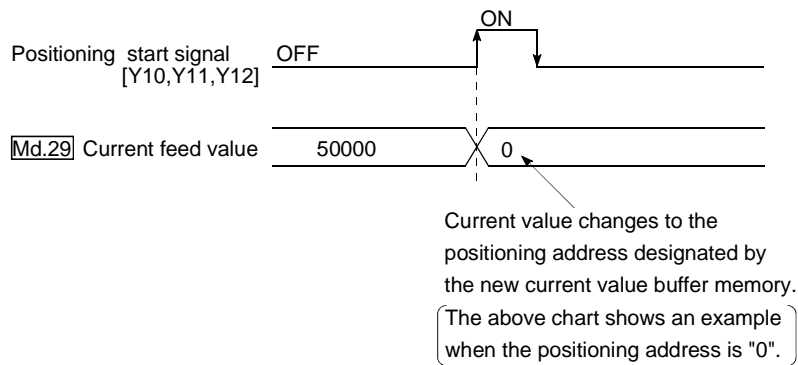 ON
Positioning start signal OFF
[Y10,Y11,Y12]
Md.29 Current feed value 50000 0
Current value changes to the
positioning address designated by
the new current value buffer memory.
The above chart shows an example
when the positioning address is "0".